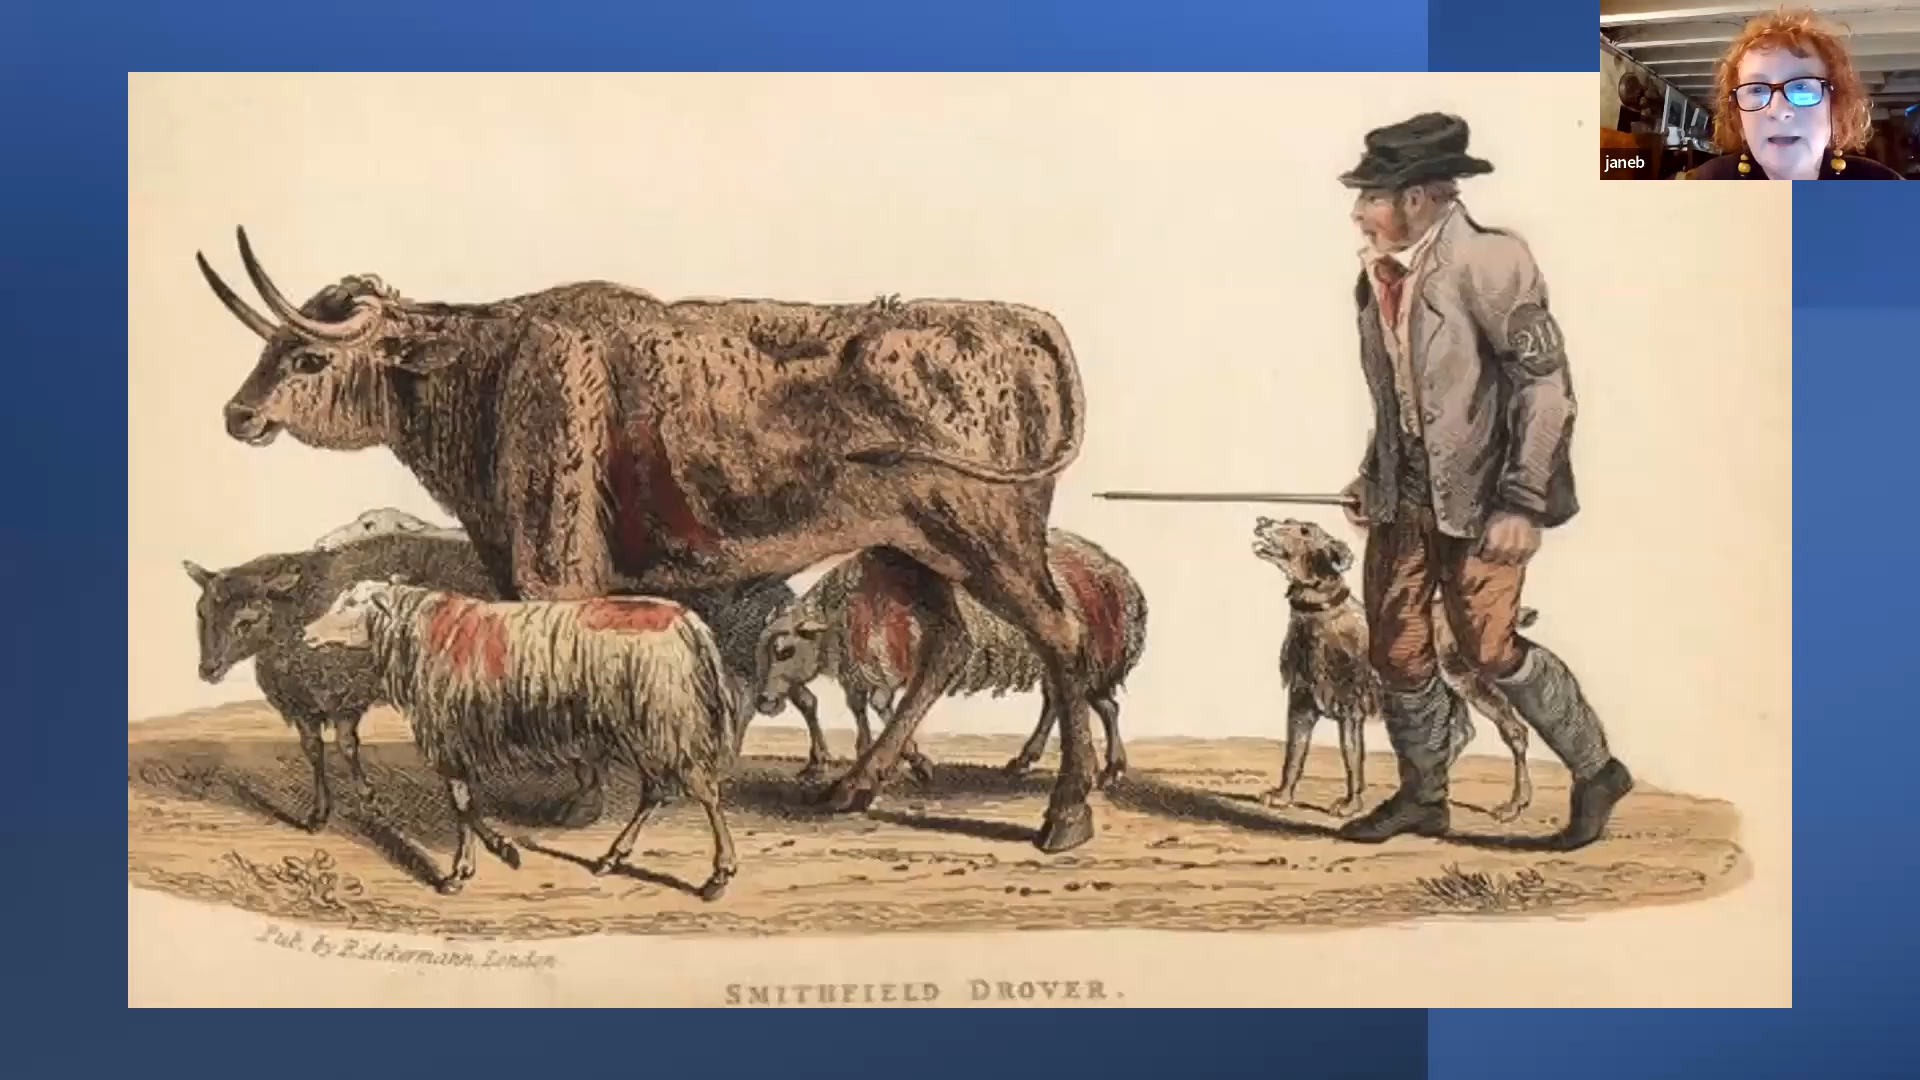 janeb
211
Pub. by R. Ackermann, London.
SMITHFIELD DROVER.